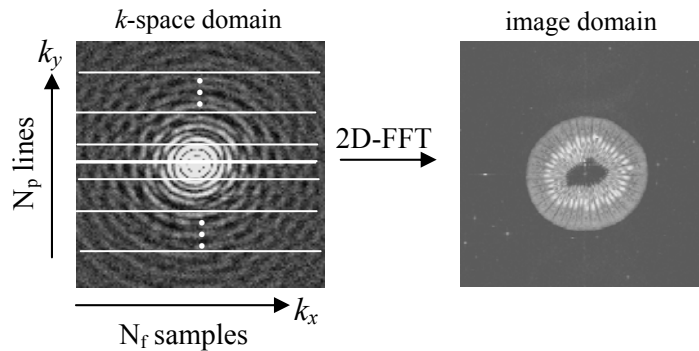 k-space domain
image domain
k_y
N_p lines
2D-FFT
k_x
N_f samples